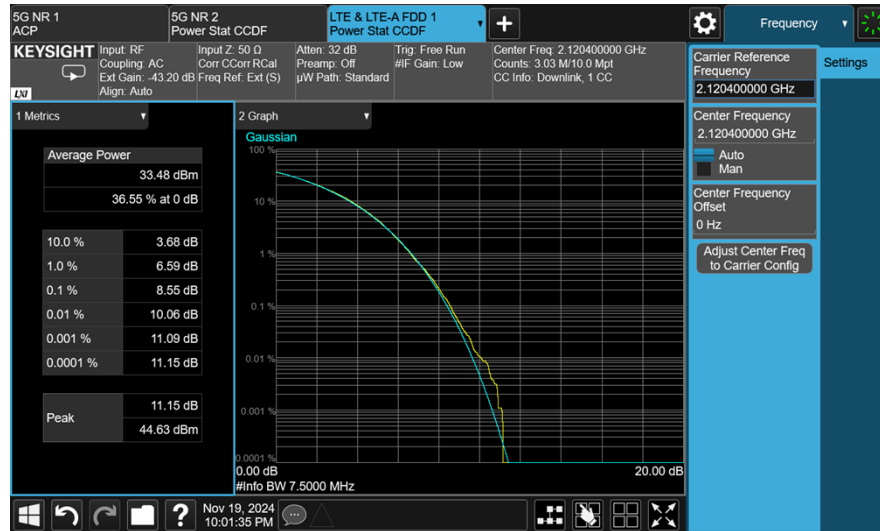 5G NR 1
ACP
5G NR 2
Power Stat CCDF
LTE & LTE-A FDD 1
Power Stat CCDF
Frequency
KEYSIGHT
LXI
Input: RF
Coupling: AC
Ext Gain: -43.20 dB
Align: Auto
Input Z: 50 Ω
Corr CCorr RCal
Freq Ref: Ext (S)
Atten: 32 dB
Preamp: Off
µW Path: Standard
Trig: Free Run
#IF Gain: Low
Center Freq: 2.120400000 GHz
Counts: 3.03 M/10.0 Mpt
CC Info: Downlink, 1 CC
Carrier Reference
Frequency
2.120400000 GHz
Settings
Center Frequency
2.120400000 GHz
Auto
Man
Center Frequency
Offset
0 Hz
Adjust Center Freq
to Carrier Config
1 Metrics
Average Power
33.48 dBm
36.55 % at 0 dB
10.0 % 3.68 dB
1.0 % 6.59 dB
0.1 % 8.55 dB
0.01 % 10.06 dB
0.001 % 11.09 dB
0.0001 % 11.15 dB
Peak
11.15 dB
44.63 dBm
2 Graph
Gaussian
100 %
10 %
1 %
0.1 %
0.01 %
0.001 %
0.0001 %
0.00 dB
20.00 dB
#Info BW 7.5000 MHz
?
Nov 19, 2024
10:01:35 PM